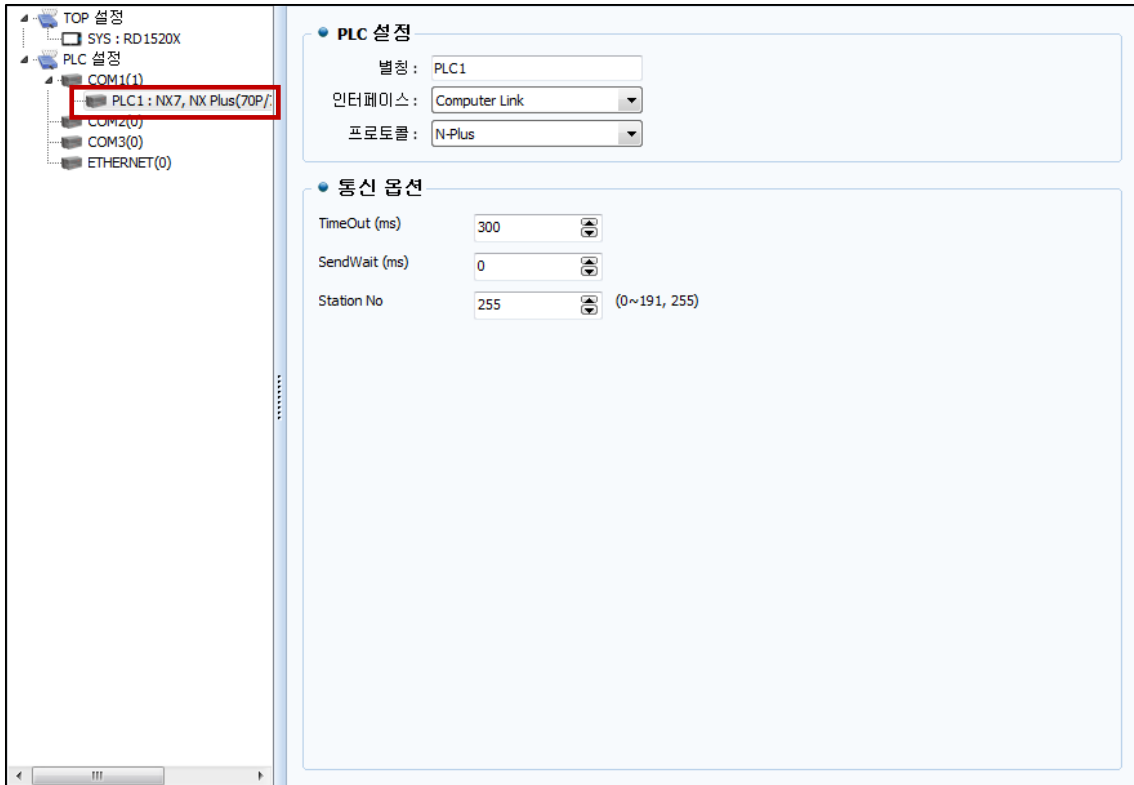 TOP 설정
SYS : RD1520X
PLC 설정
COM1(1)
PLC1 : NX7, NX Plus(70P/
COM2(0)
COM3(0)
ETHERNET(0)
PLC 설정
별칭 : PLC1
인터페이스 : Computer Link
프로토콜 : N-Plus
통신 옵션
TimeOut (ms) 300
SendWait (ms) 0
Station No 255 (0~191, 255)